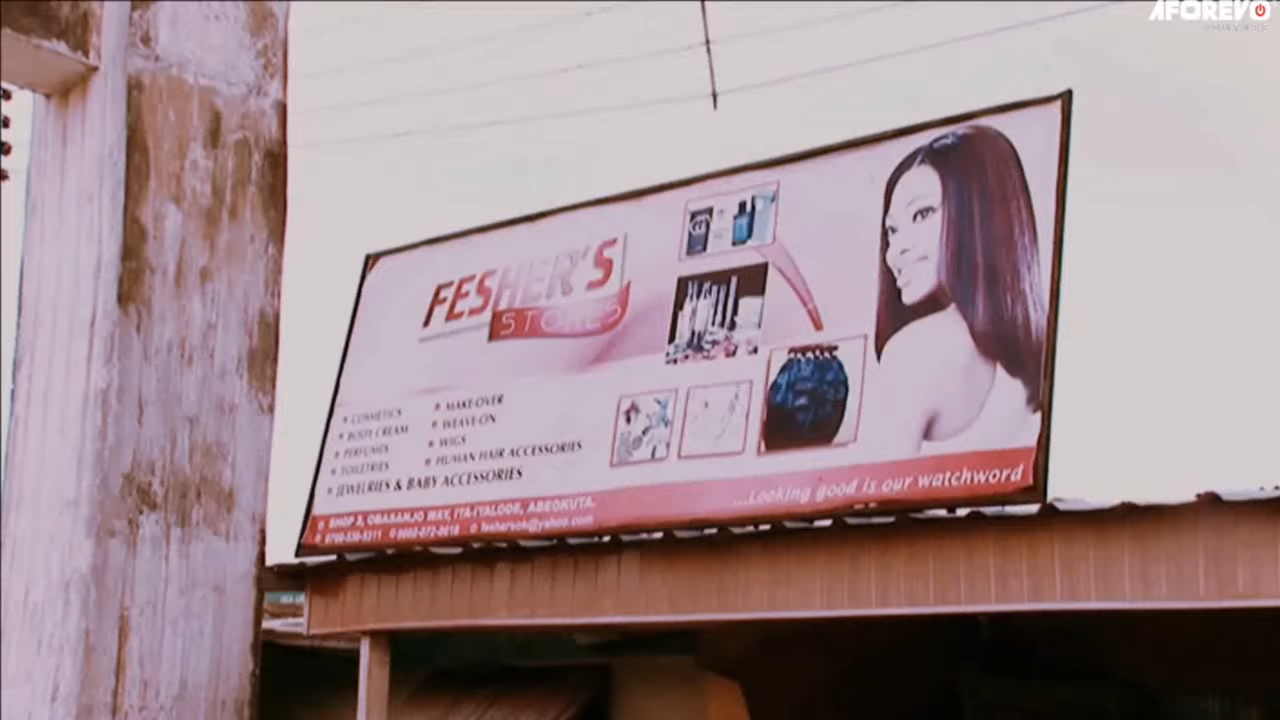 AFOREVO
FESHER'S
STORES
COSMETICS
BODY CREAM
PERFUMES
TOILETRIES
JEWELRIES & BABY ACCESSORIES
MAKE-OVER
WEAVE-ON
WIGS
HUMAN HAIR ACCESSORIES
...Looking good is our watchword
SHOP 3, OBASANJO WAY, ITA-IYALODE, ABEOKUTA.